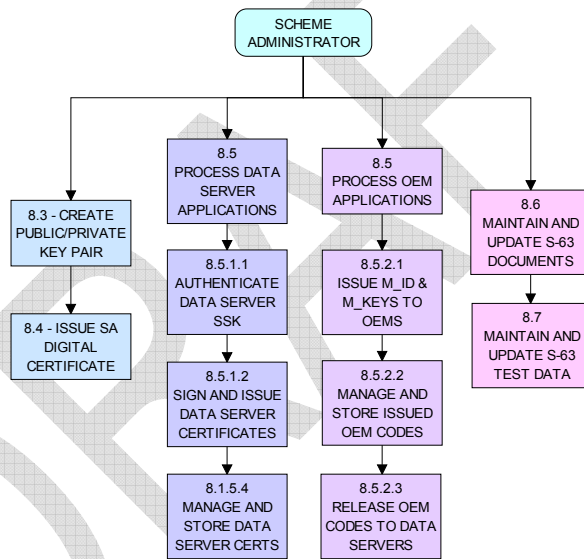 SCHEME
ADMINISTRATOR
8.3 - CREATE
PUBLIC/PRIVATE
KEY PAIR
8.4 - ISSUE SA
DIGITAL
CERTIFICATE
8.5
PROCESS DATA
SERVER
APPLICATIONS
8.5.1.1
AUTHENTICATE
DATA SERVER
SSK
8.5.1.2
SIGN AND ISSUE
DATA SERVER
CERTIFICATES
8.1.5.4
MANAGE AND
STORE DATA
SERVER CERTS
8.5
PROCESS OEM
APPLICATIONS
8.5.2.1
ISSUE M_ID &
M_KEYS TO
OEMS
8.5.2.2
MANAGE AND
STORE ISSUED
OEM CODES
8.5.2.3
RELEASE OEM
CODES TO DATA
SERVERS
8.6
MAINTAIN AND
UPDATE S-63
DOCUMENTS
8.7
MAINTAIN AND
UPDATE S-63
TEST DATA